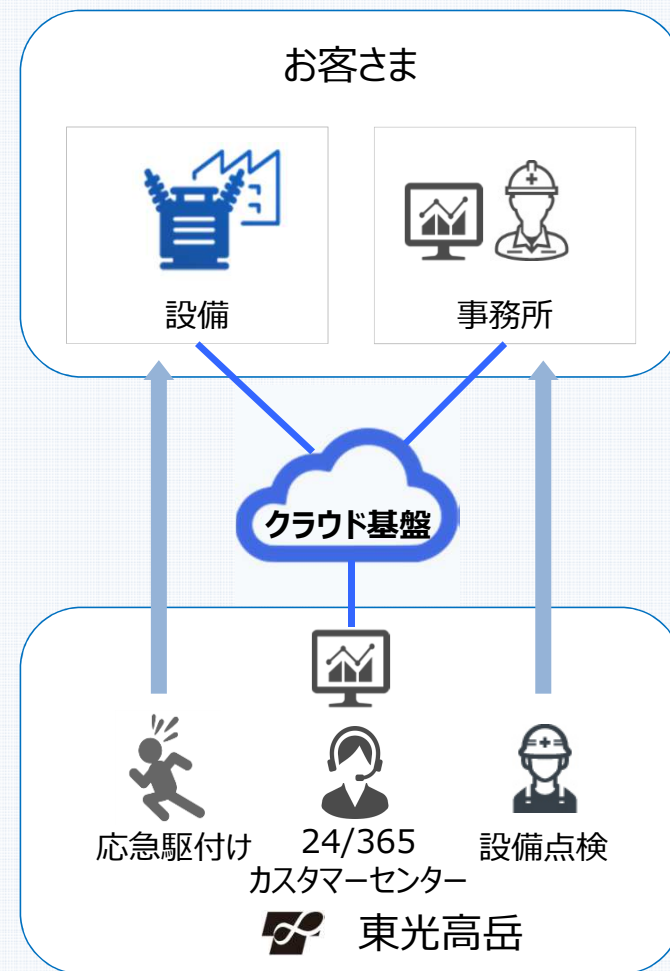 お客さま
設備
事務所
クラウド基盤
応急駆付け
24/365
カスタマーセンター
設備点検
東光高岳